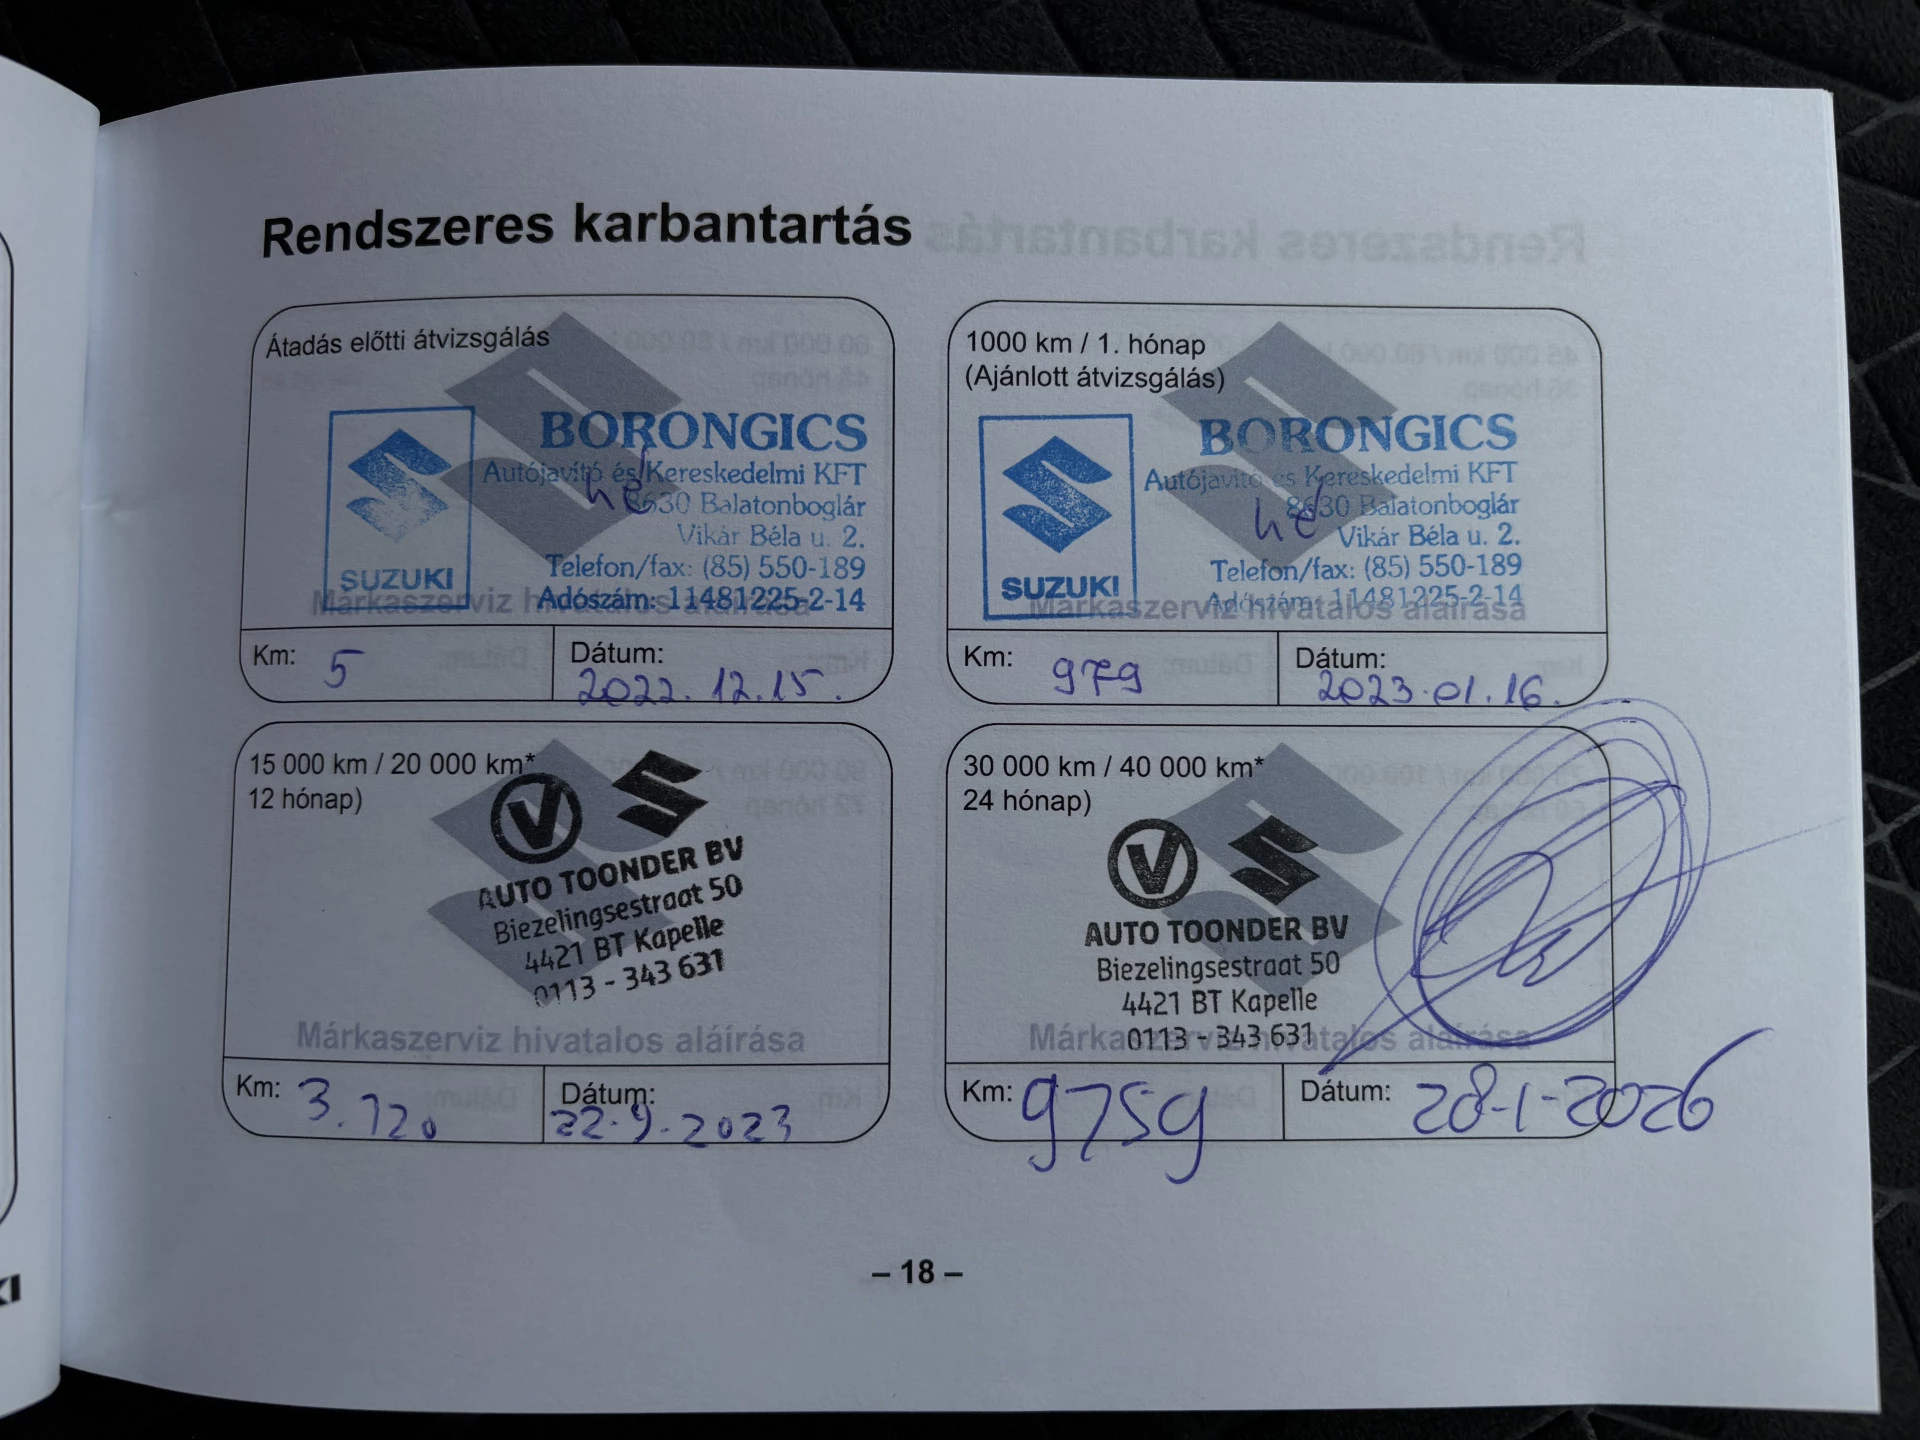 Rendszeres karbantartás
Átadás előtti átvizsgálás
BORONGICS
Autójavító és Kereskedelmi KFT
8630 Balatonboglár
Vikár Béla u. 2.
Telefon/fax: (85) 550-189
Adószám: 11481225-2-14
SUZUKI
Márkaszerviz hivatalos aláírása
Km: 5
Dátum: 2022.12.15.
1000 km / 1. hónap
(Ajánlott átvizsgálás)
BORONGICS
Autójavító és Kereskedelmi KFT
8630 Balatonboglár
Vikár Béla u. 2.
Telefon/fax: (85) 550-189
Adószám: 11481225-2-14
SUZUKI
Márkaszerviz hivatalos aláírása
Km: 979
Dátum: 2023.01.16.
15 000 km / 20 000 km*
12 hónap)
AUTO TOONDER BV
Biezelingsestraat 50
4421 BT Kapelle
0113 - 343 631
Márkaszerviz hivatalos aláírása
Km: 3.120
Dátum: 22-9-2023
30 000 km / 40 000 km*
24 hónap)
AUTO TOONDER BV
Biezelingsestraat 50
4421 BT Kapelle
0113 - 343 631
Márkaszerviz hivatalos aláírása
Km: 9759
Dátum: 28-1-2026
– 18 –